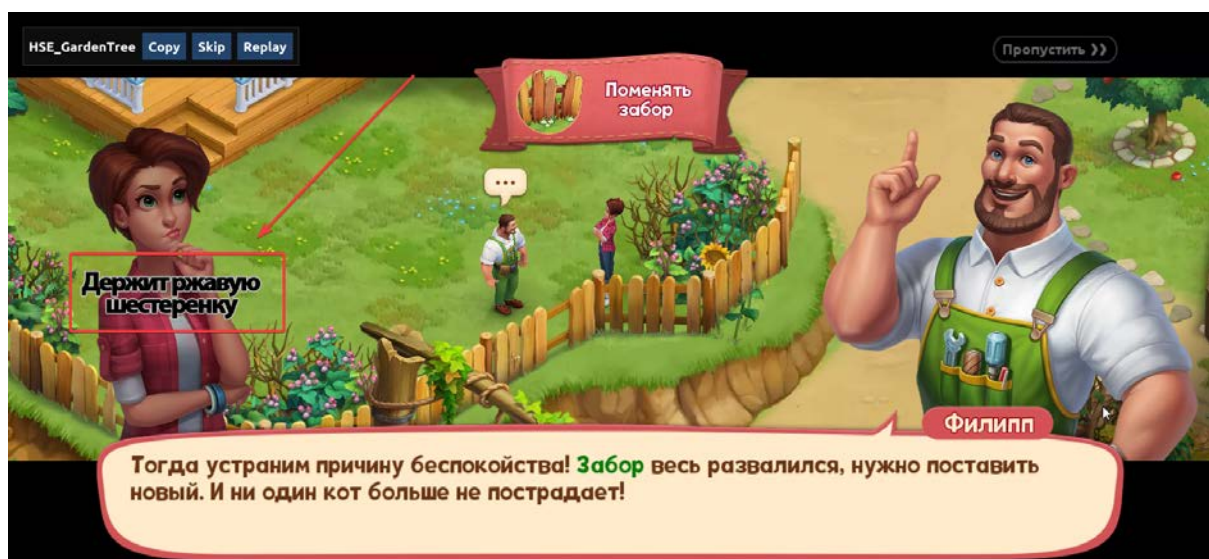 HSE_GardenTree Copy Skip Replay
Пропустить
Поменять
забор
...
Держит ржавую
шестеренку
Филипп
Тогда устраним причину беспокойства! Забор весь развалился, нужно поставить
новый. И ни один кот больше не пострадает!